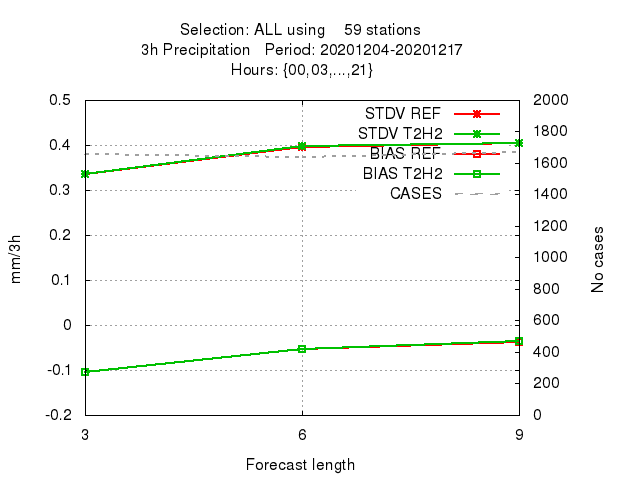 Selection: ALL using 59 stations
3h Precipitation Period: 20201204-20201217
Hours: {00,03,...,21}
0.5
0.4
0.3
0.2
0.1
0
-0.1
-0.2
mm/3h
STDV REF
STDV T2H2
BIAS REF
BIAS T2H2
CASES
2000
1800
1600
1400
1200
1000
800
600
400
200
0
No cases
3
6
9
Forecast length